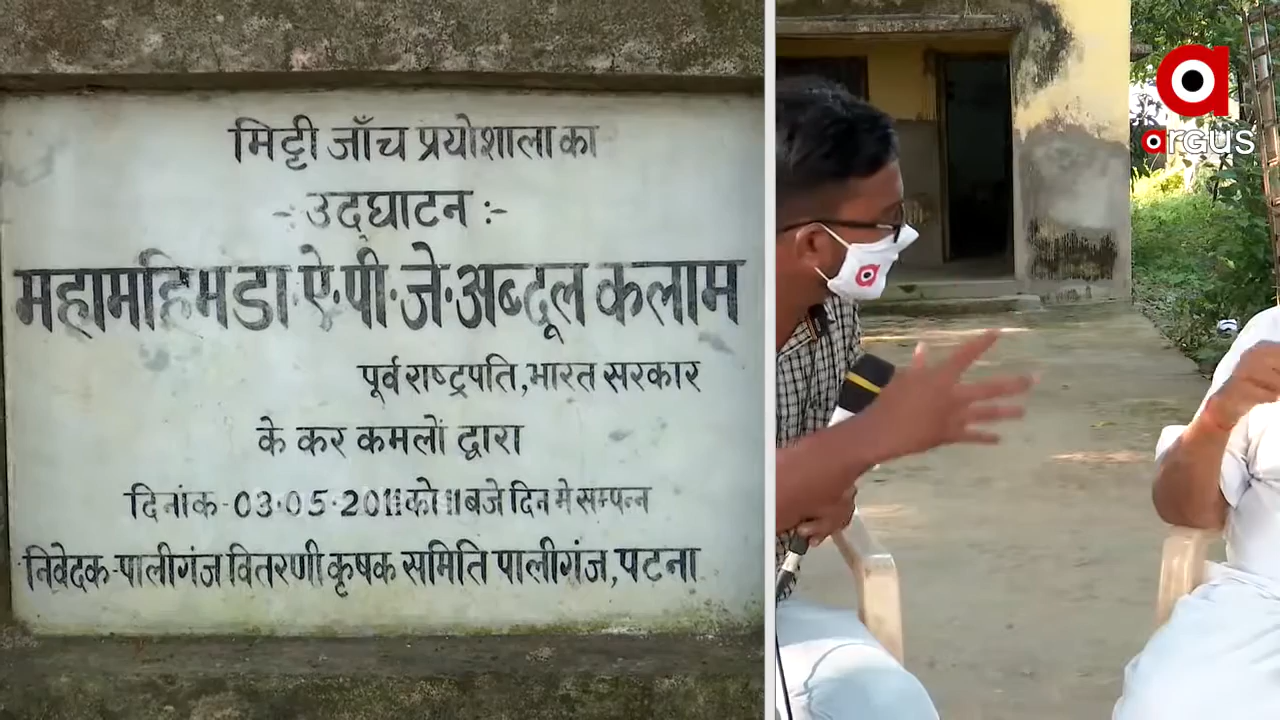 मिट्टी जाँच प्रयोशाला का
-: उद्घाटन :-
महामहिम डा. ऐ. पी. जे. अब्दूल कलाम
पूर्व राष्ट्रपति, भारत सरकार
के कर कमलों द्वारा
दिनांक - 03.05.2011 को 11 बजे दिन मे सम्पन्न
निवेदक-पालीगंज वितरणी कृषक समिति पालीगंज, पटना
argus